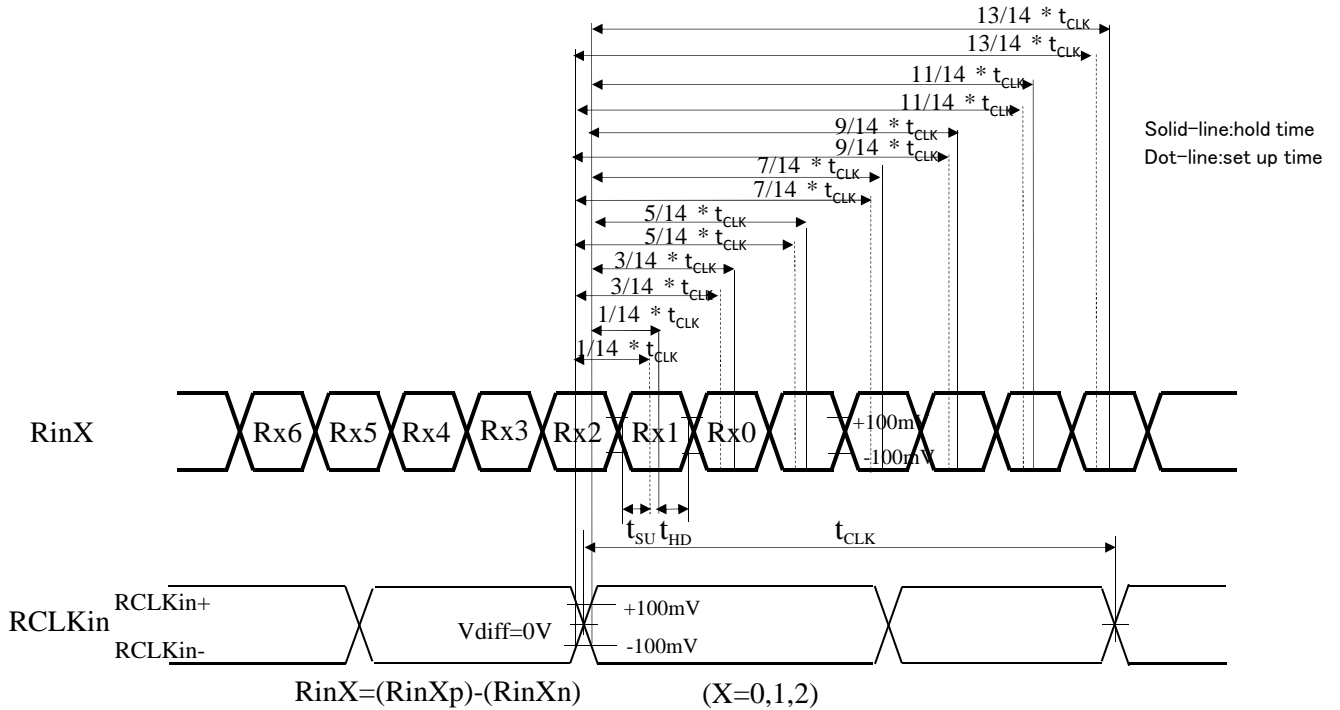 13/14 * tCLK
13/14 * tCLK
11/14 * tCLK
11/14 * tCLK
9/14 * tCLK
9/14 * tCLK
7/14 * tCLK
7/14 * tCLK
5/14 * tCLK
5/14 * tCLK
3/14 * tCLK
3/14 * tCLK
1/14 * tCLK
1/14 * tCLK
Solid-line:hold time
Dot-line:set up time
RinX
Rx6 Rx5 Rx4 Rx3 Rx2 Rx1 Rx0
+100mV
-100mV
tSU tHD
tCLK
RCLKin
RCLKin+
RCLKin-
Vdiff=0V
+100mV
-100mV
RinX=(RinXp)-(RinXn) (X=0,1,2)